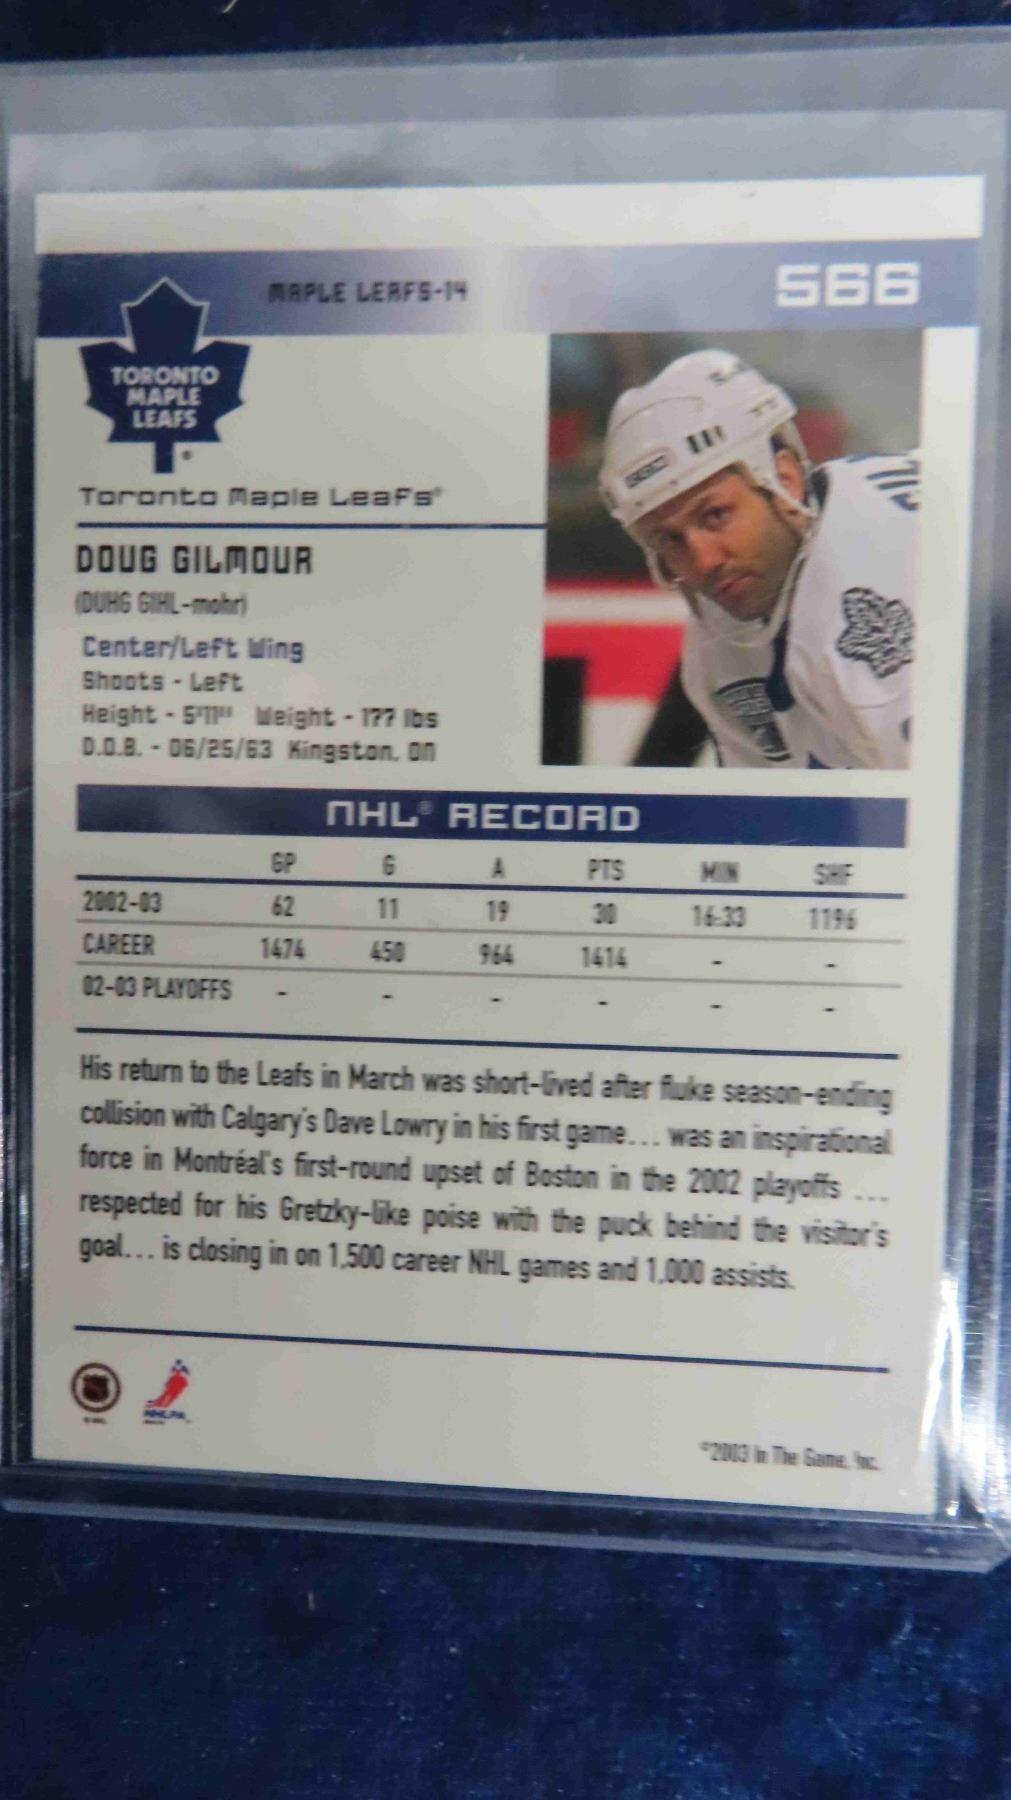 MAPLE LEAFS-14
566
TORONTO
MAPLE
LEAFS
Toronto Maple Leafs®
DOUG GILMOUR
(DUHG GIHL-mohr)
Center/Left Wing
Shoots - Left
Height - 5'11" Weight - 177 lbs
D.O.B. - 06/25/63 Kingston, ON
NHL® RECORD
GP G A PTS MIN SHF
2002-03 62 11 19 30 16:33 1196
CAREER 1474 450 964 1414 - -
02-03 PLAYOFFS - - - - - -
His return to the Leafs in March was short-lived after fluke season-ending
collision with Calgary's Dave Lowry in his first game... was an inspirational
force in Montréal's first-round upset of Boston in the 2002 playoffs ...
respected for his Gretzky-like poise with the puck behind the visitor's
goal... is closing in on 1,500 career NHL games and 1,000 assists.
NHLPA
©2003 In The Game, Inc.